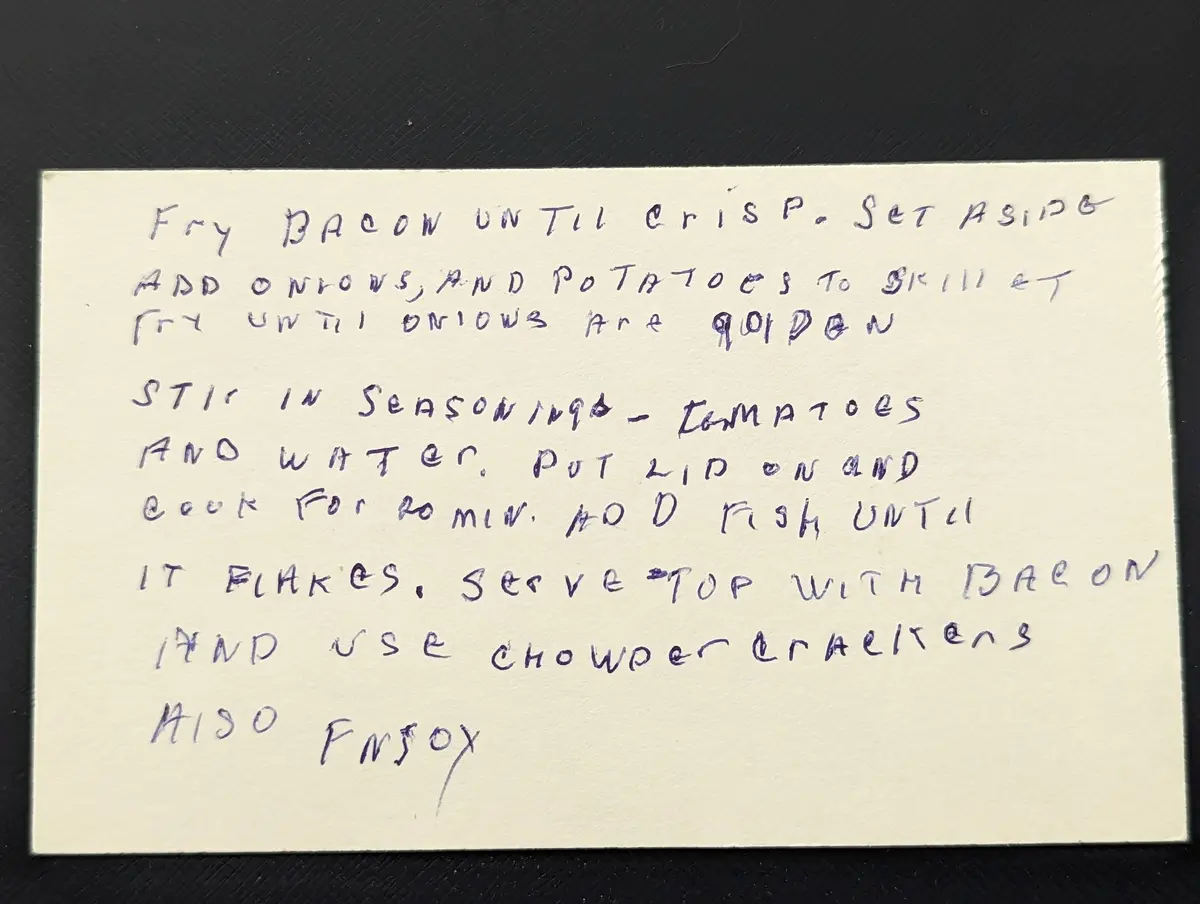 Fry BACON UNTIL CRISP. SET ASIDE
ADD ONIONS, AND POTATOES TO SKILLET
Fry UNTIL ONIONS ARE GOLDEN
STIR IN SEASONINGS - TOMATOES
AND WATER. PUT LID ON AND
COOK FOR 20 MIN. ADD FISH UNTIL
IT FLAKES. SERVE TOP WITH BACON
AND USE CHOWDER CRACKERS
ALSO ENJOY